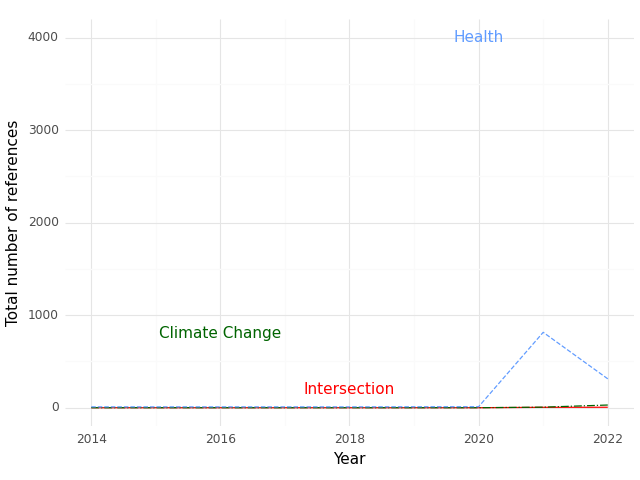 Health
4000
3000
2000
1000
0
Climate Change
Intersection
2014
2016
2018
2020
2022
Year
Total number of references